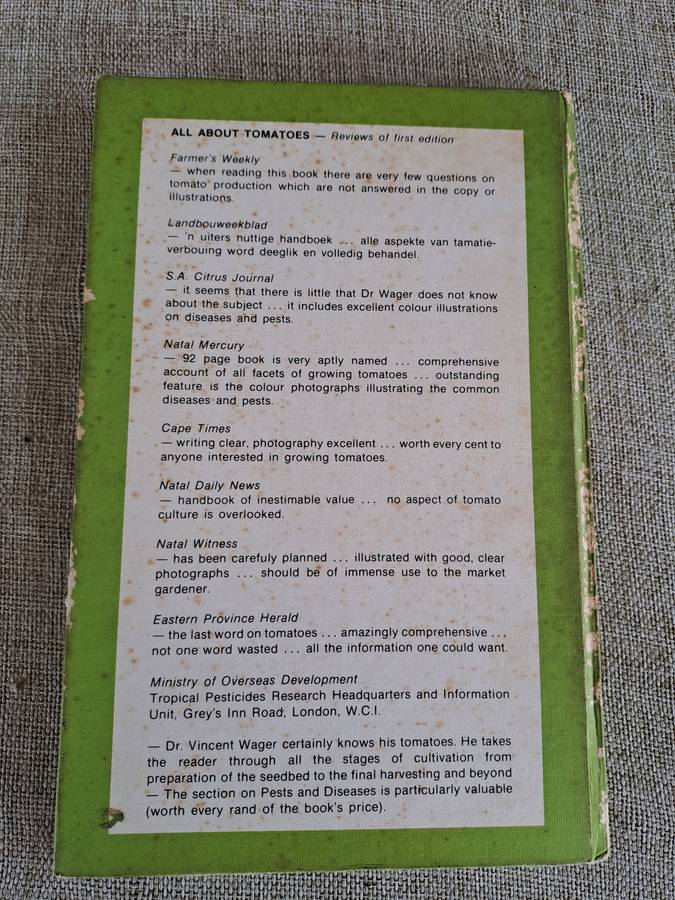 ALL ABOUT TOMATOES — Reviews of first edition
Farmer's Weekly
— when reading this book there are very few questions on
tomato production which are not answered in the copy or
illustrations.
Landbouweekblad
— 'n uiters nuttige handboek ... alle aspekte van tamatie-
verbouing word deeglik en volledig behandel.
S.A. Citrus Journal
— it seems that there is little that Dr Wager does not know
about the subject ... it includes excellent colour illustrations
on diseases and pests.
Natal Mercury
— 92 page book is very aptly named ... comprehensive
account of all facets of growing tomatoes ... outstanding
feature is the colour photographs illustrating the common
diseases and pests.
Cape Times
— writing clear, photography excellent ... worth every cent to
anyone interested in growing tomatoes.
Natal Daily News
— handbook of inestimable value ... no aspect of tomato
culture is overlooked.
Natal Witness
— has been carefuly planned ... illustrated with good, clear
photographs ... should be of immense use to the market
gardener.
Eastern Province Herald
— the last word on tomatoes ... amazingly comprehensive ...
not one word wasted ... all the information one could want.
Ministry of Overseas Development
Tropical Pesticides Research Headquarters and Information
Unit, Grey's Inn Road, London, W.C.I.
— Dr. Vincent Wager certainly knows his tomatoes. He takes
the reader through all the stages of cultivation from
preparation of the seedbed to the final harvesting and beyond
— The section on Pests and Diseases is particularly valuable
(worth every rand of the book's price).